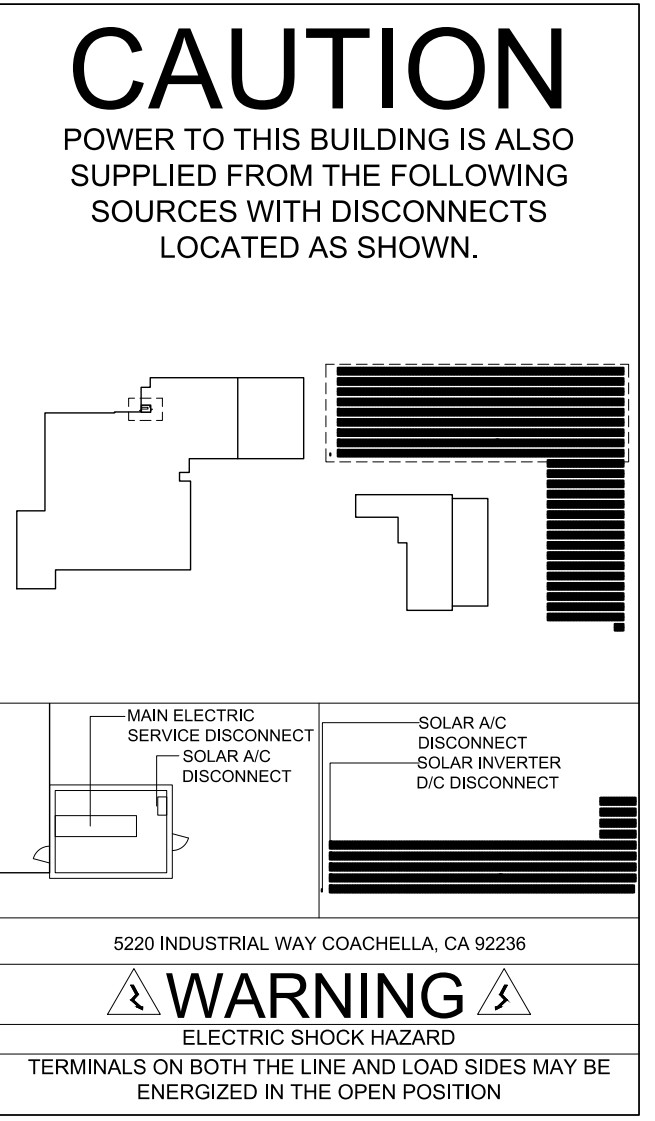 CAUTION
POWER TO THIS BUILDING IS ALSO
SUPPLIED FROM THE FOLLOWING
SOURCES WITH DISCONNECTS
LOCATED AS SHOWN.
MAIN ELECTRIC
SERVICE DISCONNECT
SOLAR A/C
DISCONNECT
SOLAR A/C
DISCONNECT
SOLAR INVERTER
D/C DISCONNECT
5220 INDUSTRIAL WAY COACHELLA, CA 92236
WARNING
ELECTRIC SHOCK HAZARD
TERMINALS ON BOTH THE LINE AND LOAD SIDES MAY BE
ENERGIZED IN THE OPEN POSITION